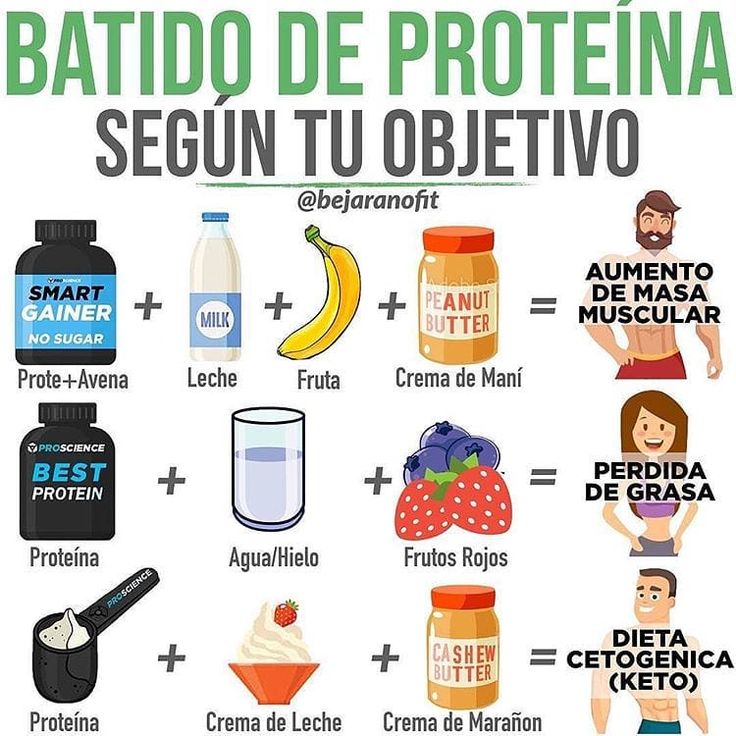 BATIDO DE PROTEÍNA
SEGÚN TU OBJETIVO
@bejaranofit
PROSCIENCE
SMART
GAINER
NO SUGAR
+
MILK
+
+
PEANUT
BUTTER
=
AUMENTO
DE MASA
MUSCULAR
Prote+Avena
Leche
Fruta
Crema de Maní
PROSCIENCE
BEST
PROTEIN
+
+
=
PERDIDA
DE GRASA
Proteína
Agua/Hielo
Frutos Rojos
PROSCIENCE
+
+
CASHEW
BUTTER
=
DIETA
CETOGENICA
(KETO)
Proteína
Crema de Leche
Crema de Marañon